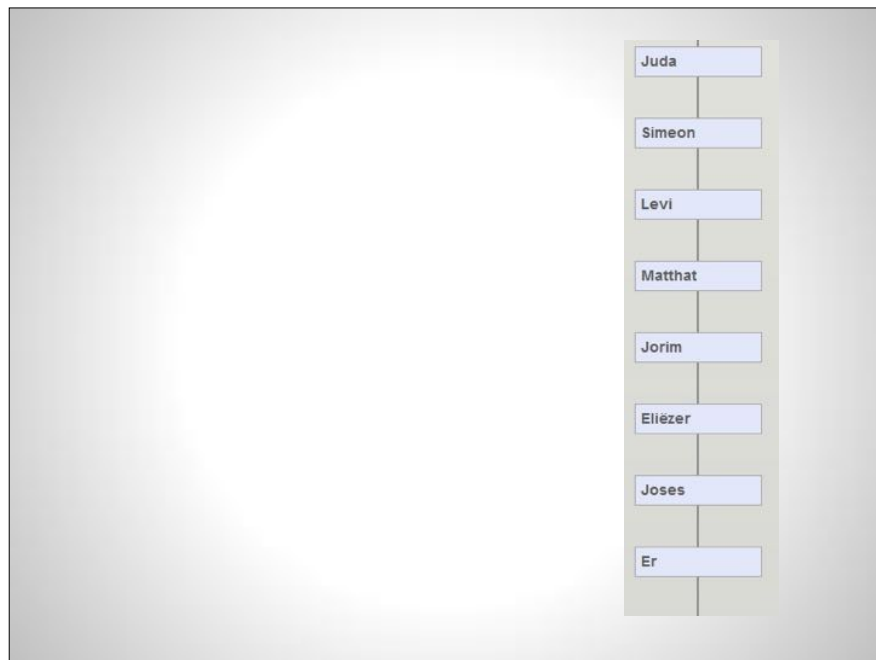 Juda
Simeon
Levi
Matthat
Jorim
Eliëzer
Joses
Er